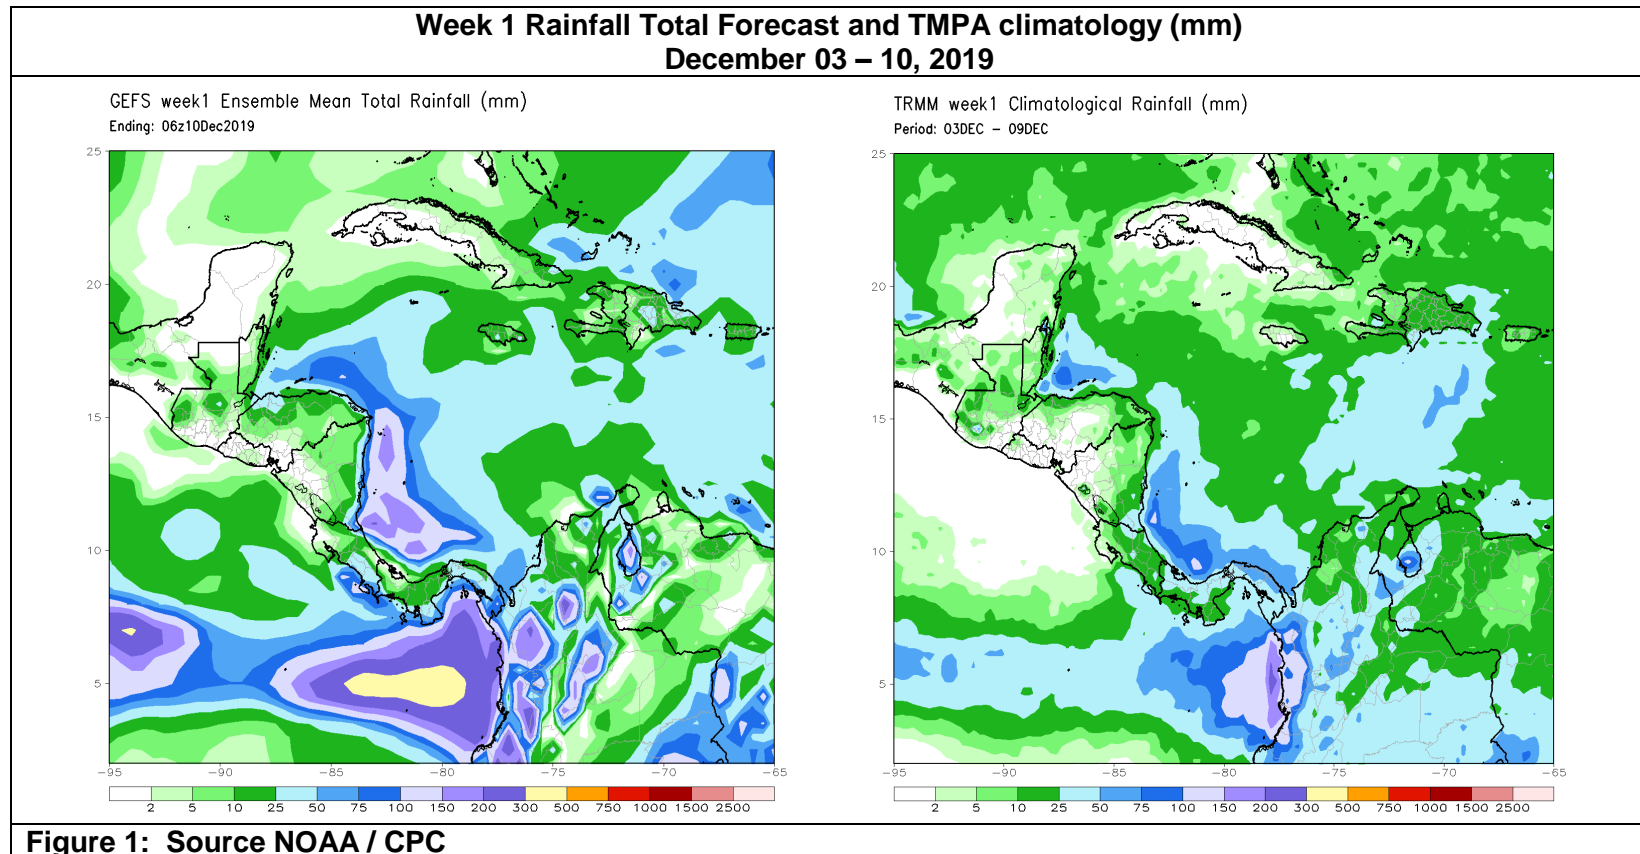 Week 1 Rainfall Total Forecast and TMPA climatology (mm)
December 03 – 10, 2019
GEFS week1 Ensemble Mean Total Rainfall (mm)
Ending: 06z10Dec2019
25
20
15
10
5
-95 -90 -85 -80 -75 -70 -65
2 5 10 25 50 75 100 150 200 300 500 750 1000 1500 2500
TRMM week1 Climatological Rainfall (mm)
Period: 03DEC - 09DEC
25
20
15
10
5
-95 -90 -85 -80 -75 -70 -65
2 5 10 25 50 75 100 150 200 300 500 750 1000 1500 2500
Figure 1: Source NOAA / CPC